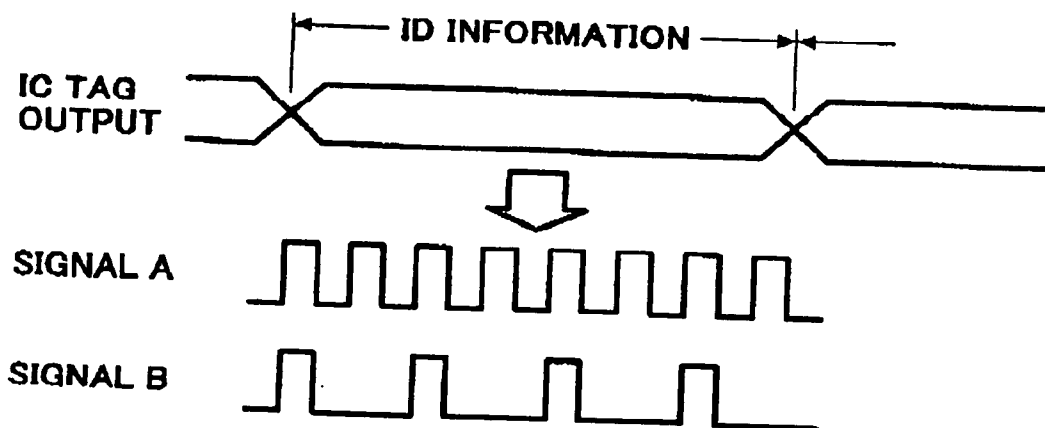 ID INFORMATION
IC TAG
OUTPUT
SIGNAL A
SIGNAL B